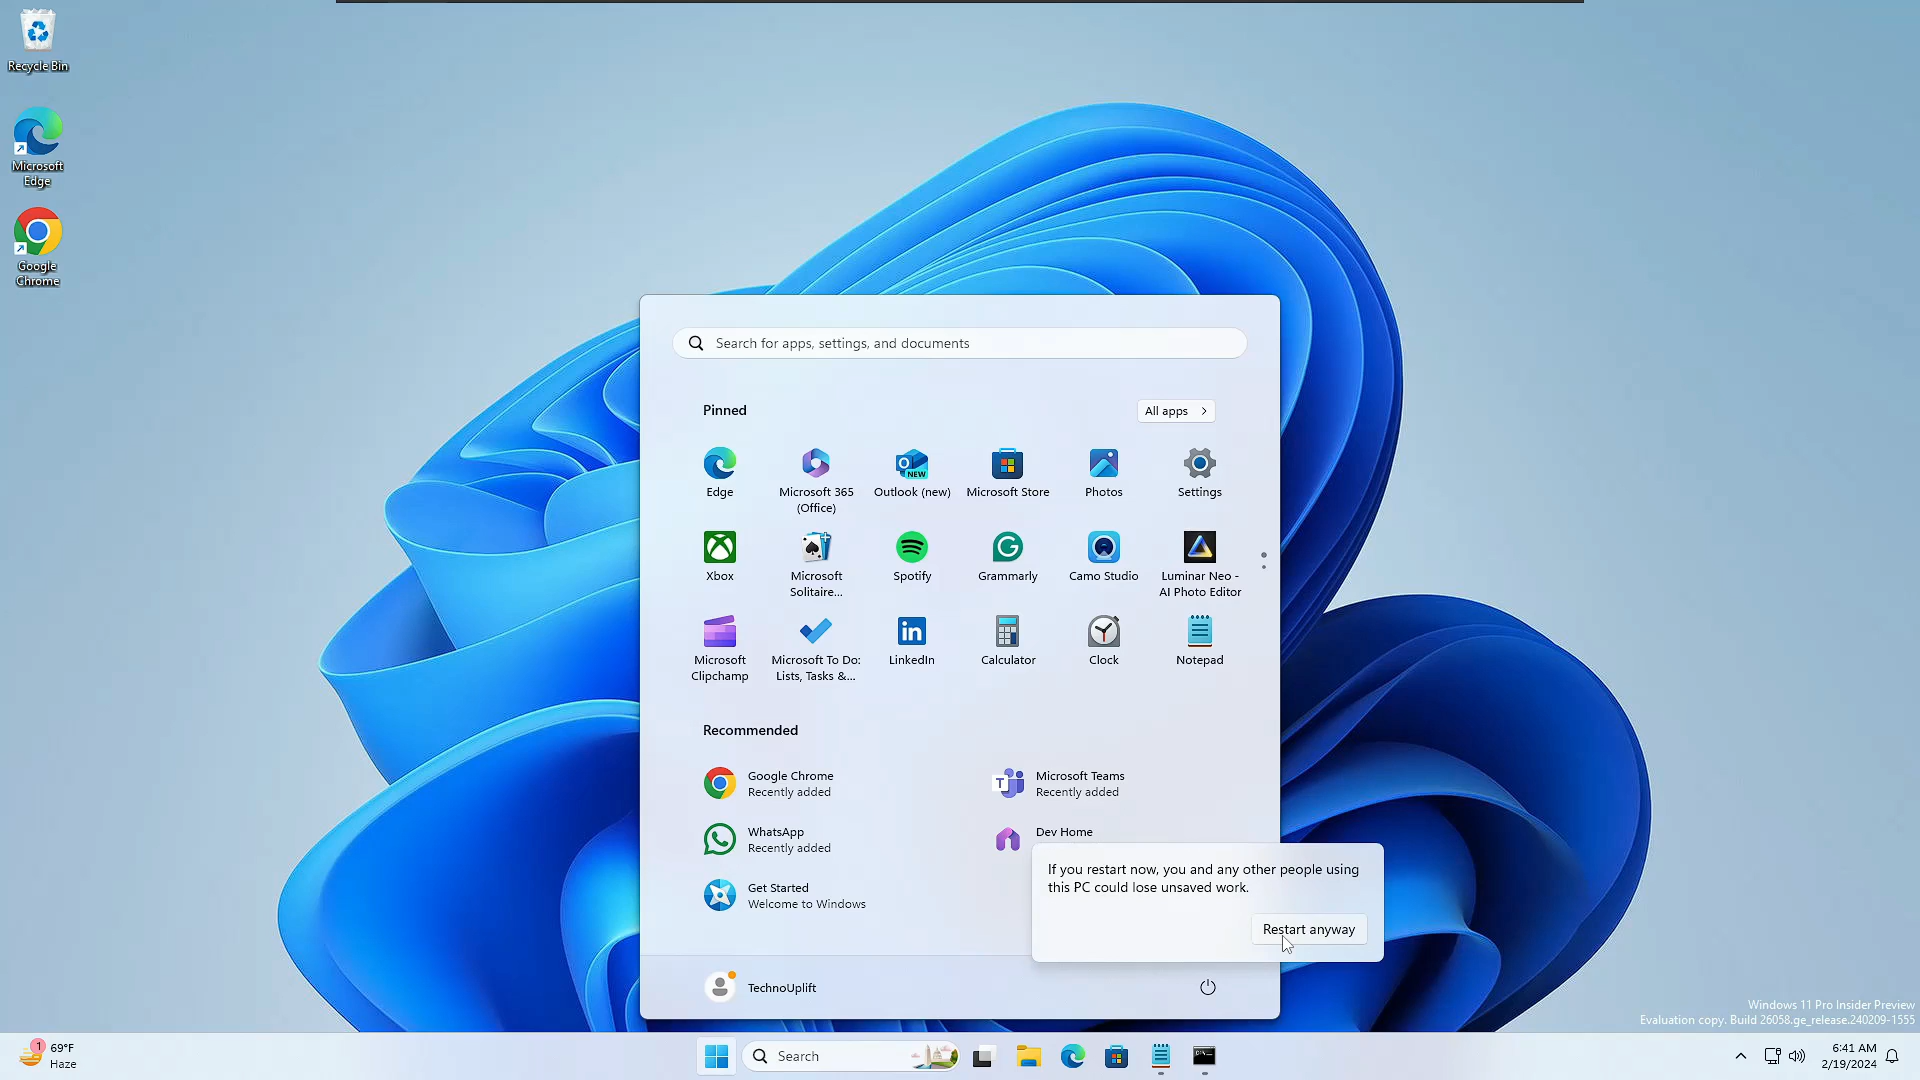 Recycle Bin
Microsoft
Edge
Google
Chrome
Search for apps, settings, and documents
Pinned
All apps
Edge
Microsoft 365
(Office)
Outlook (new)
Microsoft Store
Photos
Settings
Xbox
Microsoft
Solitaire...
Spotify
Grammarly
Camo Studio
Luminar Neo -
AI Photo Editor
Microsoft
Clipchamp
Microsoft To Do:
Lists, Tasks &...
LinkedIn
Calculator
Clock
Notepad
Recommended
Google Chrome
Recently added
Microsoft Teams
Recently added
WhatsApp
Recently added
Dev Home
Get Started
Welcome to Windows
If you restart now, you and any other people using
this PC could lose unsaved work.
Restart anyway
TechnoUplift
Windows 11 Pro Insider Preview
Evaluation copy. Build 26058.ge_release.240209-1555
1
69°F
Haze
Search
6:41 AM
2/19/2024